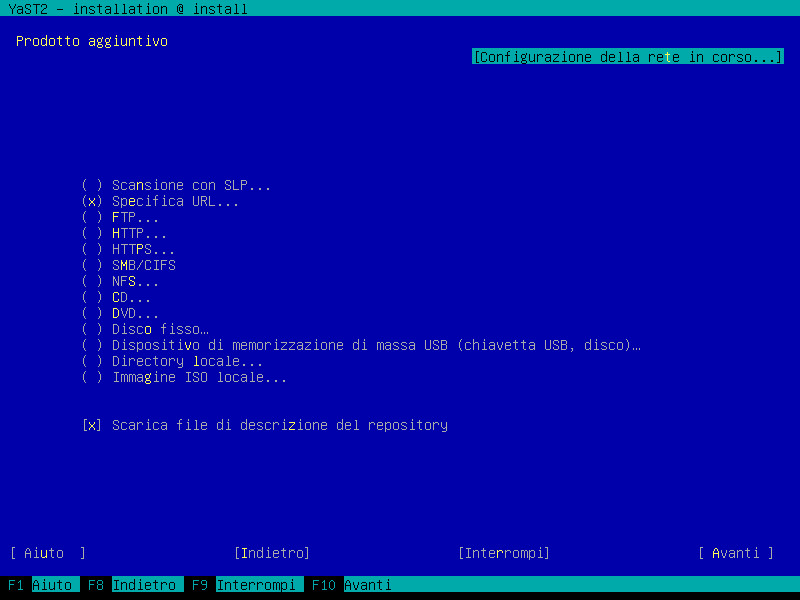 YaST2 - installation @ install
Prodotto aggiuntivo
[Configurazione della rete in corso...]
( ) Scansione con SLP...
(x) Specifica URL...
( ) FTP...
( ) HTTP...
( ) HTTPS...
( ) SMB/CIFS
( ) NFS...
( ) CD...
( ) DVD...
( ) Disco fisso…
( ) Dispositivo di memorizzazione di massa USB (chiavetta USB, disco)…
( ) Directory locale...
( ) Immagine ISO locale...
[x] Scarica file di descrizione del repository
[ Aiuto ] [Indietro] [Interrompi] [ Avanti ]
F1 Aiuto F8 Indietro F9 Interrompi F10 Avanti